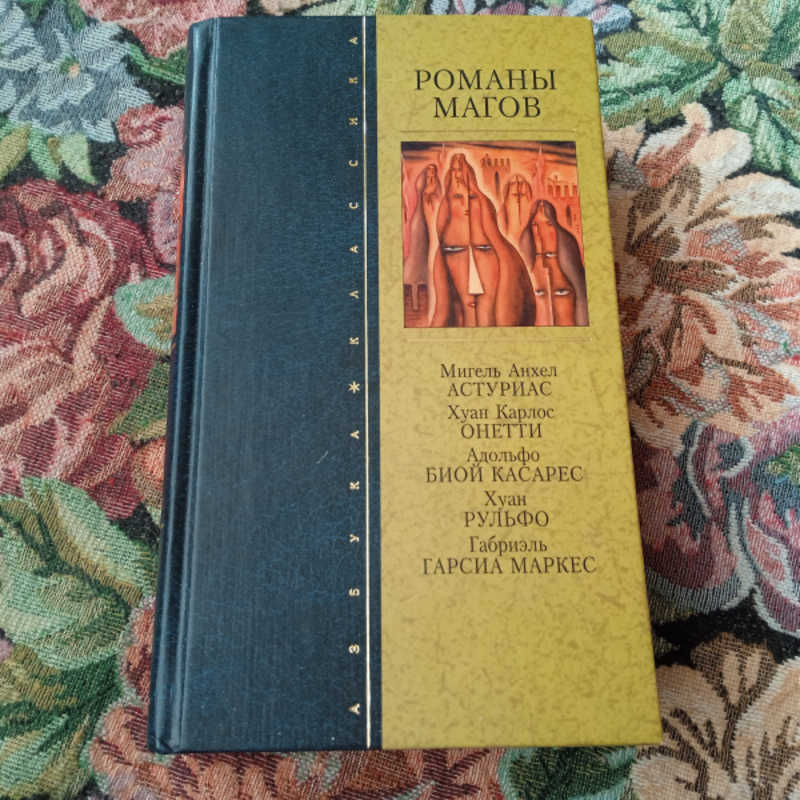 АЗБУКА*КЛАССИКА
РОМАНЫ
МАГОВ
Мигель Анхел
АСТУРИАС
Хуан Карлос
ОНЕТТИ
Адольфо
БИОЙ КАСАРЕС
Хуан
РУЛЬФО
Габриэль
ГАРСИА МАРКЕС